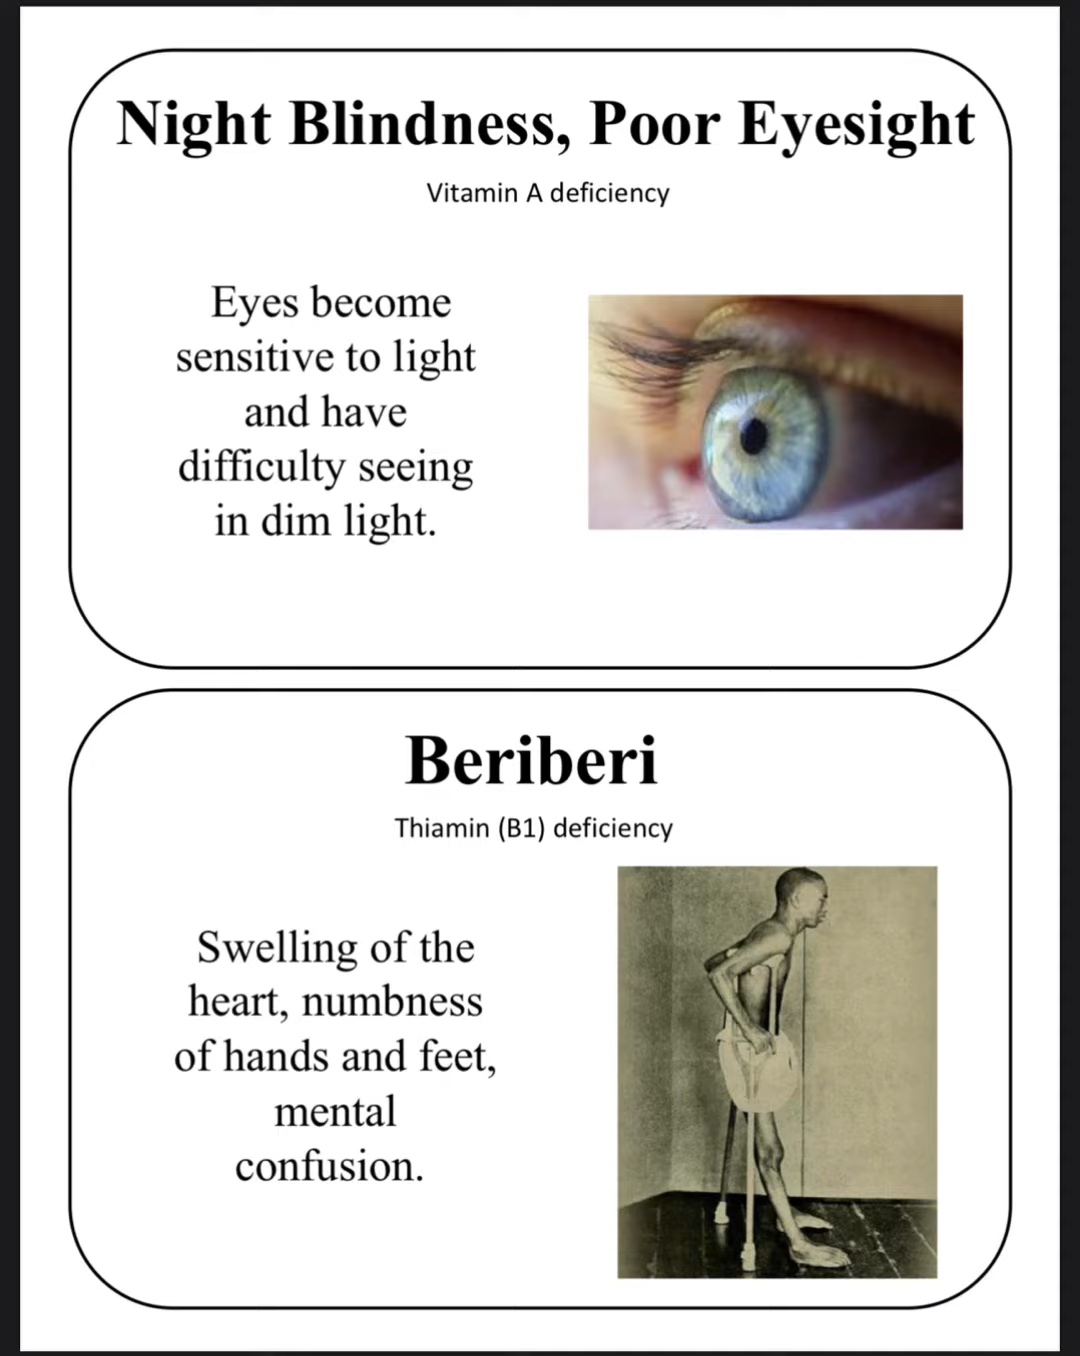 Night Blindness, Poor Eyesight
Vitamin A deficiency
Eyes become
sensitive to light
and have
difficulty seeing
in dim light.
Beriberi
Thiamin (B1) deficiency
Swelling of the
heart, numbness
of hands and feet,
mental
confusion.